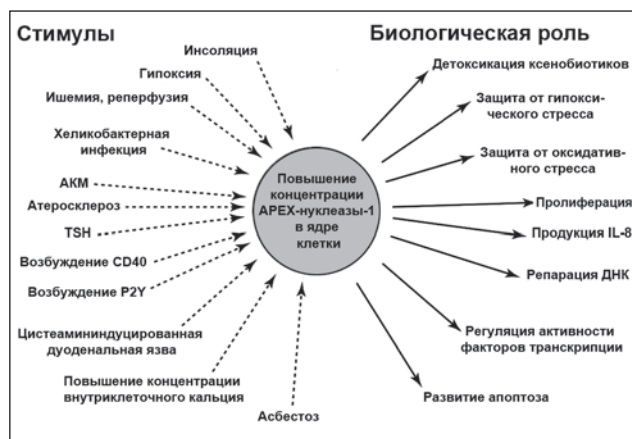 Стимулы
Биологическая роль
Инсоляция
Гипоксия
Ишемия, реперфузия
Хеликобактерная
инфекция
АКМ
Атеросклероз
TSH
Возбуждение CD40
Возбуждение P2Y
Цистеамининдуцированная
дуоденальная язва
Повышение концентрации
внутриклеточного кальция
Асбестоз
Повышение
концентрации
APEX-нуклеазы-1
в ядре
клетки
Детоксикация ксенобиотиков
Защита от гипокси-
ческого стресса
Защита от оксидатив-
ного стресса
Пролиферация
Продукция IL-8
Репарация ДНК
Регуляция активности
факторов транскрипции
Развитие апоптоза